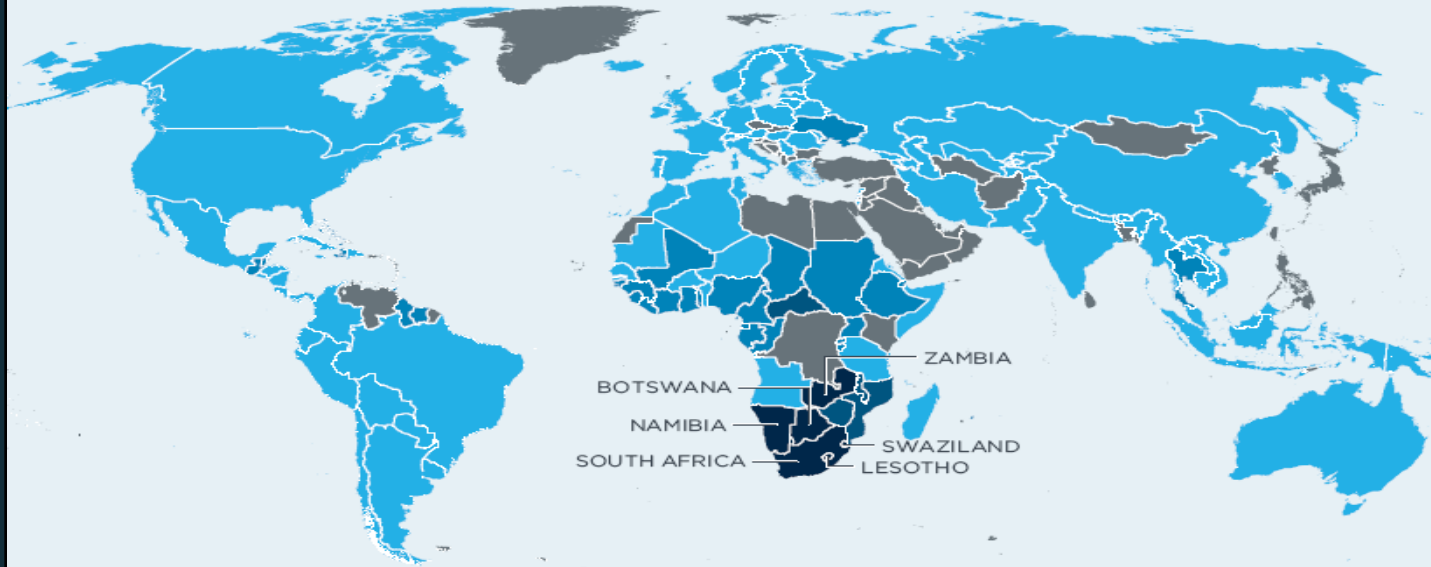 ZAMBIA
BOTSWANA
NAMIBIA
SWAZILAND
SOUTH AFRICA
LESOTHO